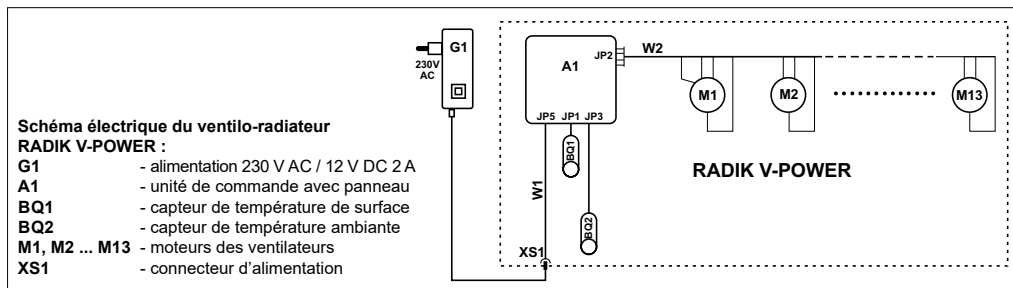 Schéma électrique du ventilo-radiateur
RADIK V-POWER :
G1 - alimentation 230 V AC / 12 V DC 2 A
A1 - unité de commande avec panneau
BQ1 - capteur de température de surface
BQ2 - capteur de température ambiante
M1, M2 ... M13 - moteurs des ventilateurs
XS1 - connecteur d'alimentation
G1
230V
AC
A1
JP2
W2
JP5 JP1 JP3
M1
M2
M13
BQ1
W1
BQ2
XS1
RADIK V-POWER